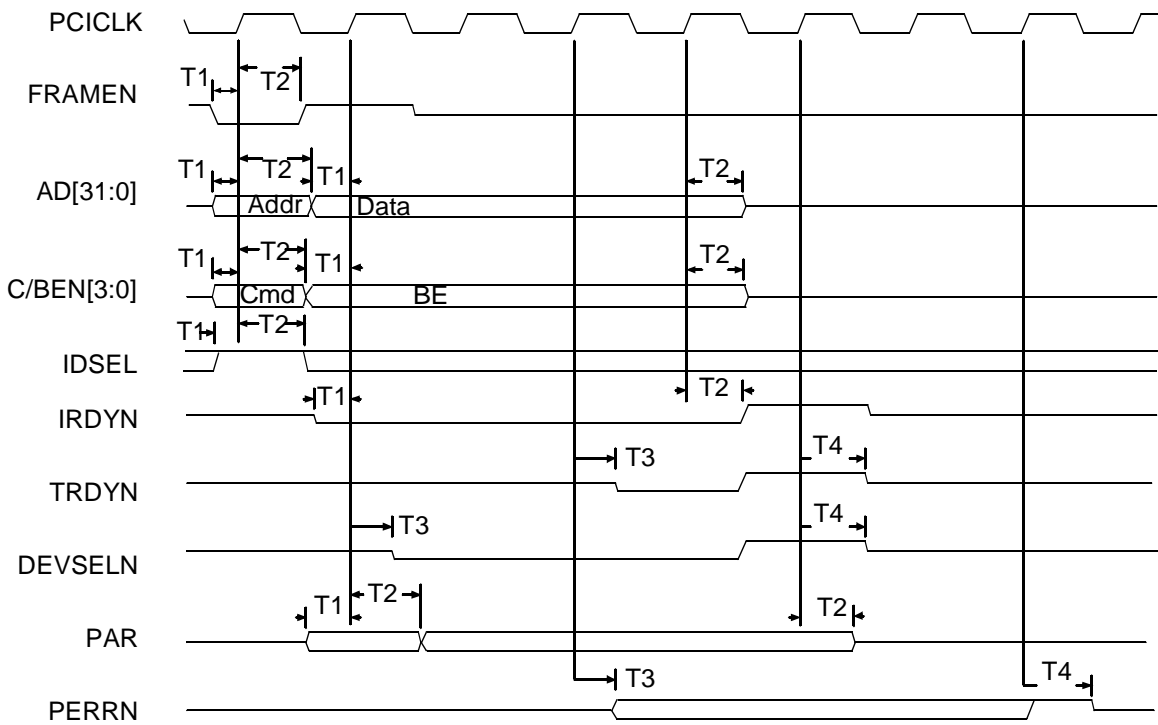 PCICLK
T1 T2
FRAMEN
T1 T2 T1 T2
AD[31:0]
Addr Data
T1 T2 T1 T2
C/BEN[3:0]
Cmd BE
T1 T2
IDSEL
T1 T2
IRDYN
T3 T4
TRDYN
T3 T4
DEVSELN
T1 T2 T2
PAR
T3 T4
PERRN